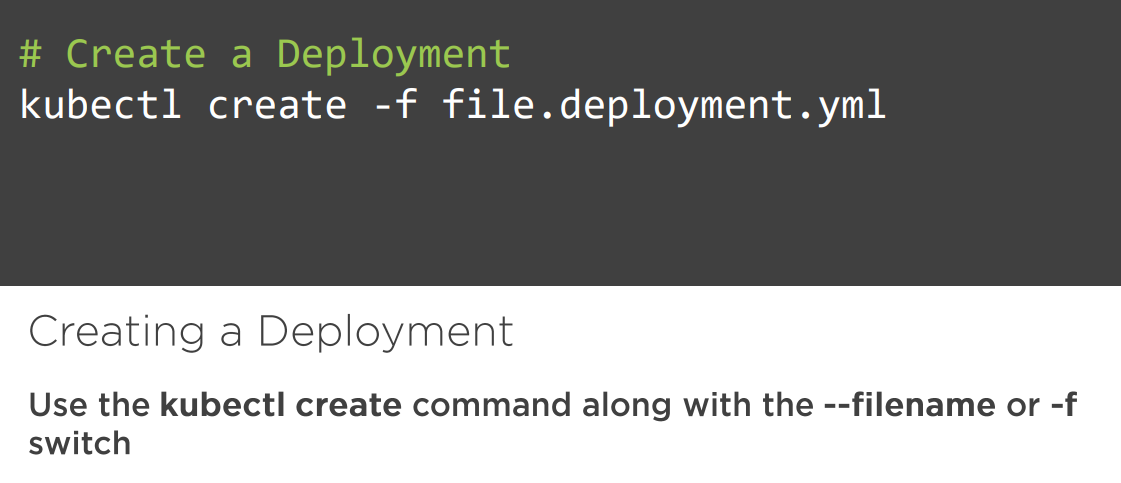 # Create a Deployment
kubectl create -f file.deployment.yml
Creating a Deployment
Use the kubectl create command along with the --filename or -f
switch